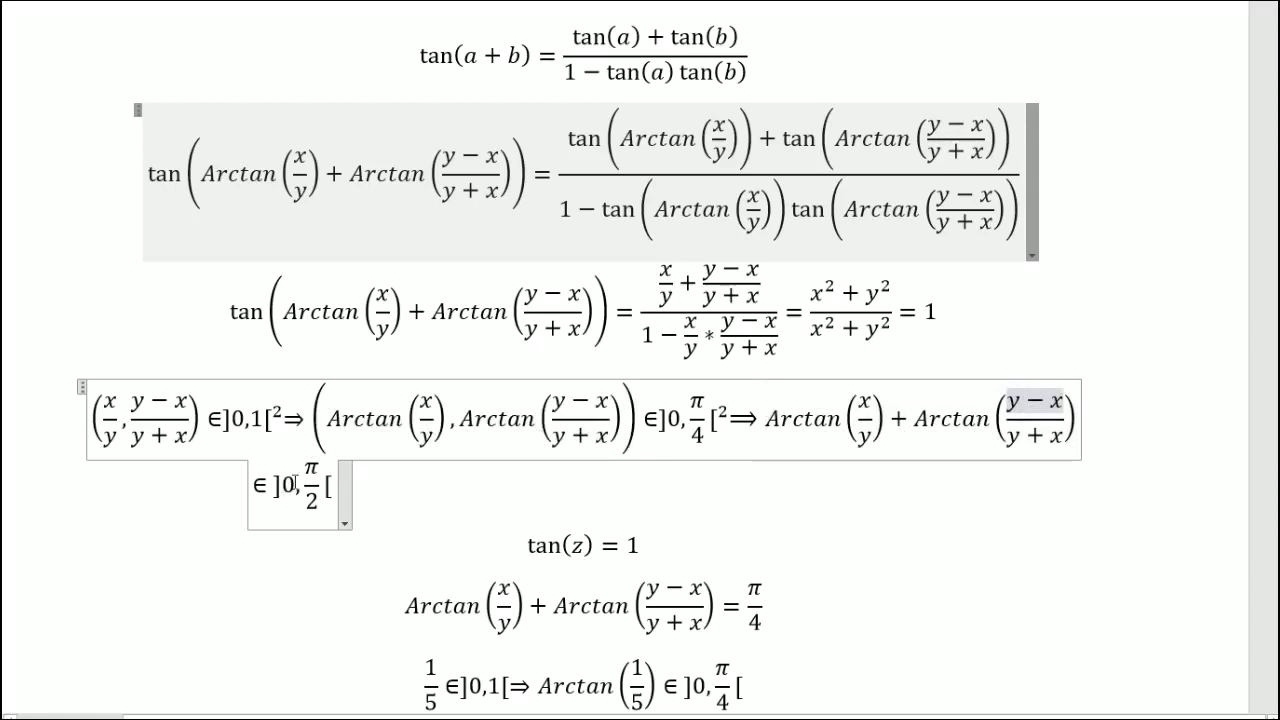 tan(a + b) = (tan(a) + tan(b)) / (1 − tan(a) tan(b))
tan(Arctan(x/y) + Arctan((y − x)/(y + x))) = (tan(Arctan(x/y)) + tan(Arctan((y − x)/(y + x)))) / (1 − tan(Arctan(x/y)) tan(Arctan((y − x)/(y + x))))
tan(Arctan(x/y) + Arctan((y − x)/(y + x))) = (x/y + (y − x)/(y + x)) / (1 − x/y * (y − x)/(y + x)) = (x² + y²)/(x² + y²) = 1
(x/y, (y − x)/(y + x)) ∈]0,1[² ⇒ (Arctan(x/y), Arctan((y − x)/(y + x))) ∈]0, π/4[² ⟹ Arctan(x/y) + Arctan((y − x)/(y + x))
∈ ]0, π/2[
tan(z) = 1
Arctan(x/y) + Arctan((y − x)/(y + x)) = π/4
1/5 ∈]0,1[⇒ Arctan(1/5) ∈ ]0, π/4[